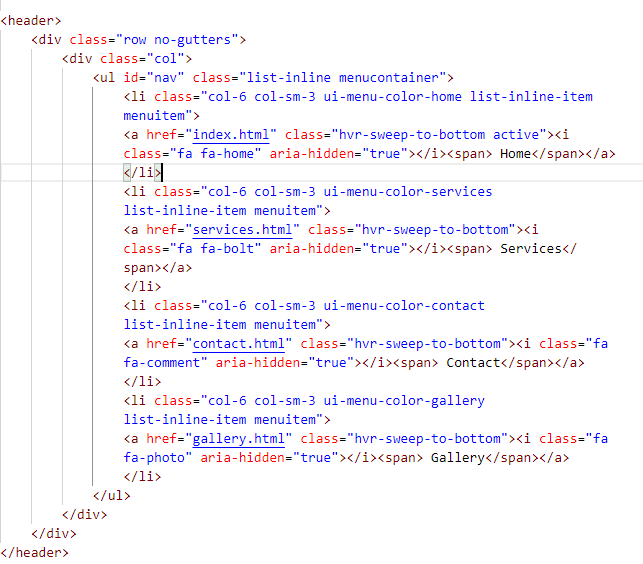 <header>
<div class="row no-gutters">
<div class="col">
<ul id="nav" class="list-inline menucontainer">
<li class="col-6 col-sm-3 ui-menu-color-home list-inline-item
menuitem">
<a href="index.html" class="hvr-sweep-to-bottom active"><i
class="fa fa-home" aria-hidden="true"></i><span> Home</span></a>
</li>
<li class="col-6 col-sm-3 ui-menu-color-services
list-inline-item menuitem">
<a href="services.html" class="hvr-sweep-to-bottom"><i
class="fa fa-bolt" aria-hidden="true"></i><span> Services</
span></a>
</li>
<li class="col-6 col-sm-3 ui-menu-color-contact
list-inline-item menuitem">
<a href="contact.html" class="hvr-sweep-to-bottom"><i class="fa
fa-comment" aria-hidden="true"></i><span> Contact</span></a>
</li>
<li class="col-6 col-sm-3 ui-menu-color-gallery
list-inline-item menuitem">
<a href="gallery.html" class="hvr-sweep-to-bottom"><i class="fa
fa-photo" aria-hidden="true"></i><span> Gallery</span></a>
</li>
</ul>
</div>
</div>
</header>